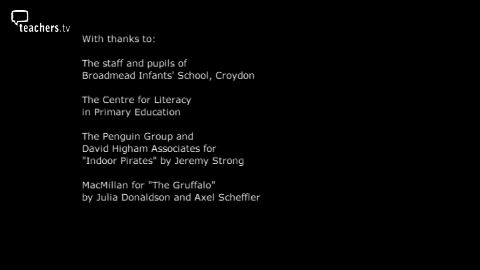 teachers.tv
With thanks to:
The staff and pupils of
Broadmead Infants' School, Croydon
The Centre for Literacy
in Primary Education
The Penguin Group and
David Higham Associates for
"Indoor Pirates" by Jeremy Strong
MacMillan for "The Gruffalo"
by Julia Donaldson and Axel Scheffler